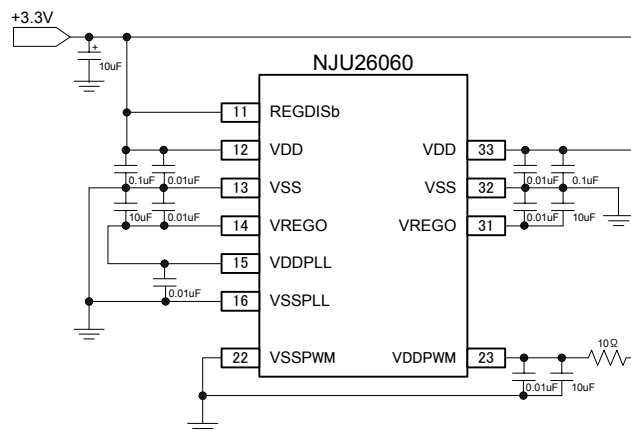 +3.3V
+
10uF
NJU26060
11 REGDISb
12 VDD
VDD 33
0.1uF
0.01uF
0.01uF
0.1uF
13 VSS
VSS 32
10uF
0.01uF
0.01uF
10uF
14 VREGO
VREGO 31
15 VDDPLL
0.01uF
16 VSSPLL
10Ω
22 VSSPWM
VDDPWM 23
0.01uF
10uF